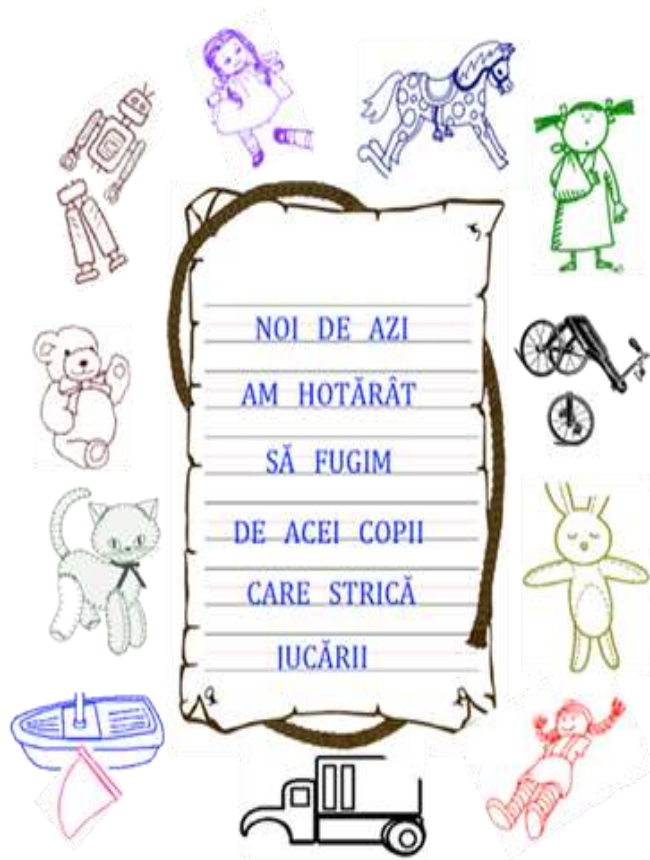 NOI DE AZI
AM HOTĂRÂT
SĂ FUGIM
DE ACEI COPII
CARE STRICĂ
JUCĂRII